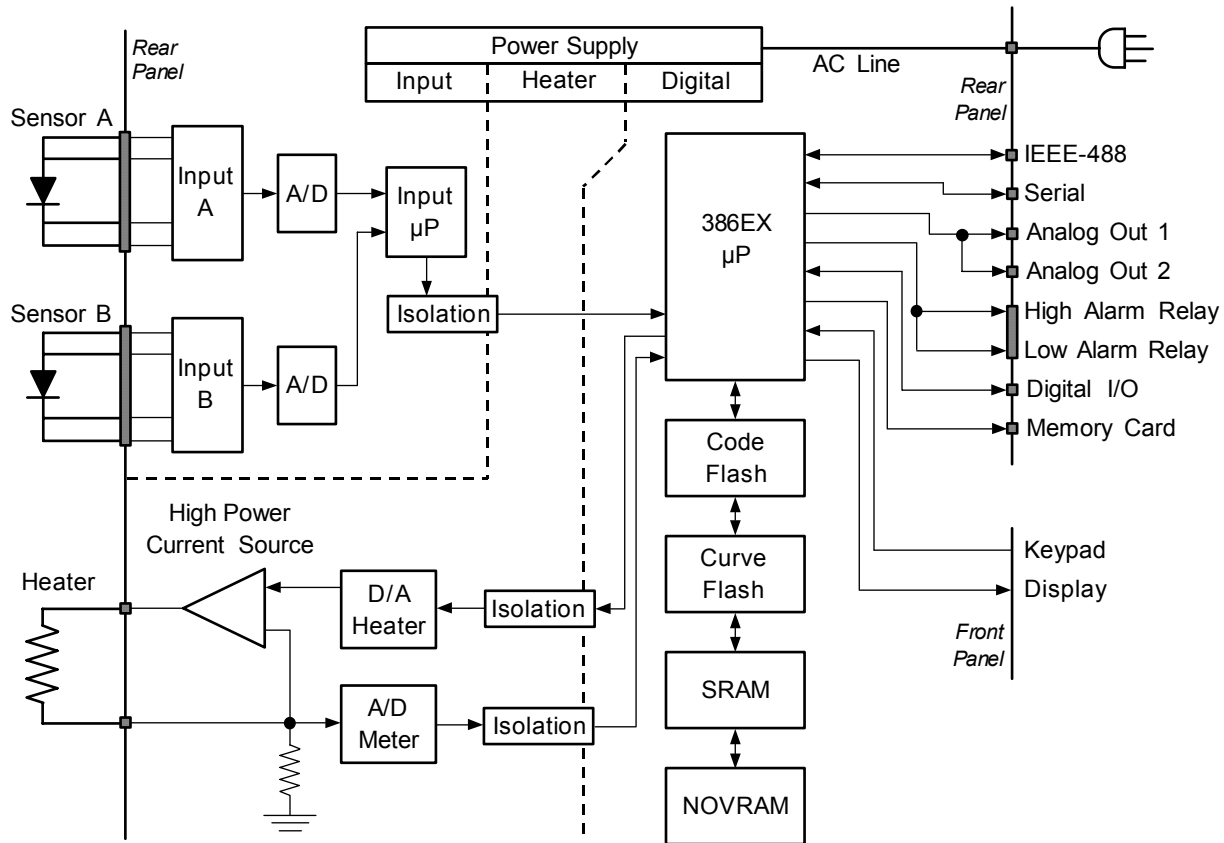 Rear
Panel
Power Supply
Input
Heater
Digital
AC Line
Rear
Panel
Sensor A
Input
A
A/D
Input
µP
Isolation
Sensor B
Input
B
A/D
386EX
µP
IEEE-488
Serial
Analog Out 1
Analog Out 2
High Alarm Relay
Low Alarm Relay
Digital I/O
Memory Card
Code
Flash
Curve
Flash
SRAM
NOVRAM
Keypad
Display
Front
Panel
High Power
Current Source
Heater
D/A
Heater
Isolation
A/D
Meter
Isolation